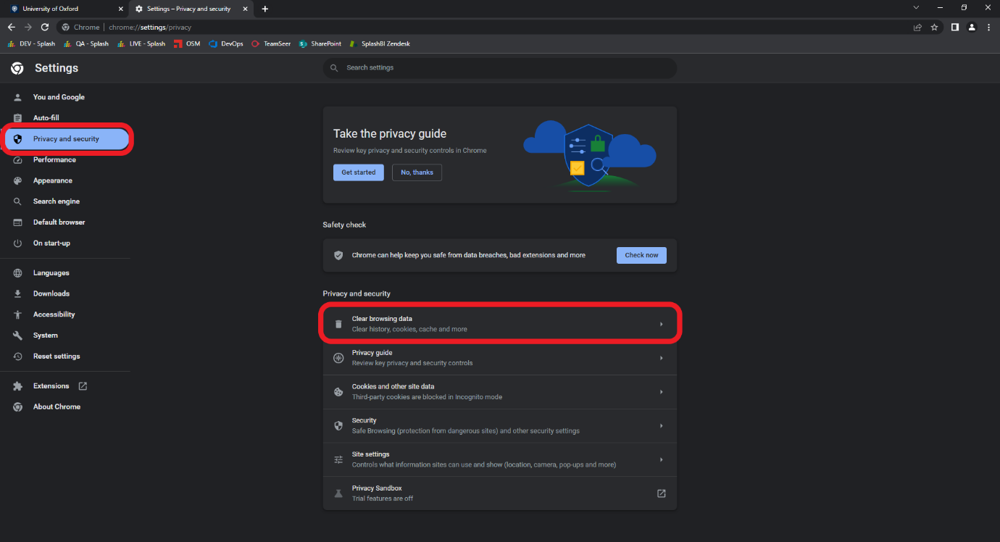 University of Oxford
Settings – Privacy and security
Chrome
chrome://settings/privacy
DEV - Splash
QA - Splash
LIVE - Splash
OSM
DevOps
TeamSeer
SharePoint
SplashBI Zendesk
Settings
Search settings
You and Google
Auto-fill
Privacy and security
Performance
Appearance
Search engine
Default browser
On start-up
Languages
Downloads
Accessibility
System
Reset settings
Extensions
About Chrome
Take the privacy guide
Review key privacy and security controls in Chrome
Get started
No, thanks
Safety check
Chrome can help keep you safe from data breaches, bad extensions and more
Check now
Privacy and security
Clear browsing data
Clear history, cookies, cache and more
Privacy guide
Review key privacy and security controls
Cookies and other site data
Third-party cookies are blocked in Incognito mode
Security
Safe Browsing (protection from dangerous sites) and other security settings
Site settings
Controls what information sites can use and show (location, camera, pop-ups and more)
Privacy Sandbox
Trial features are off